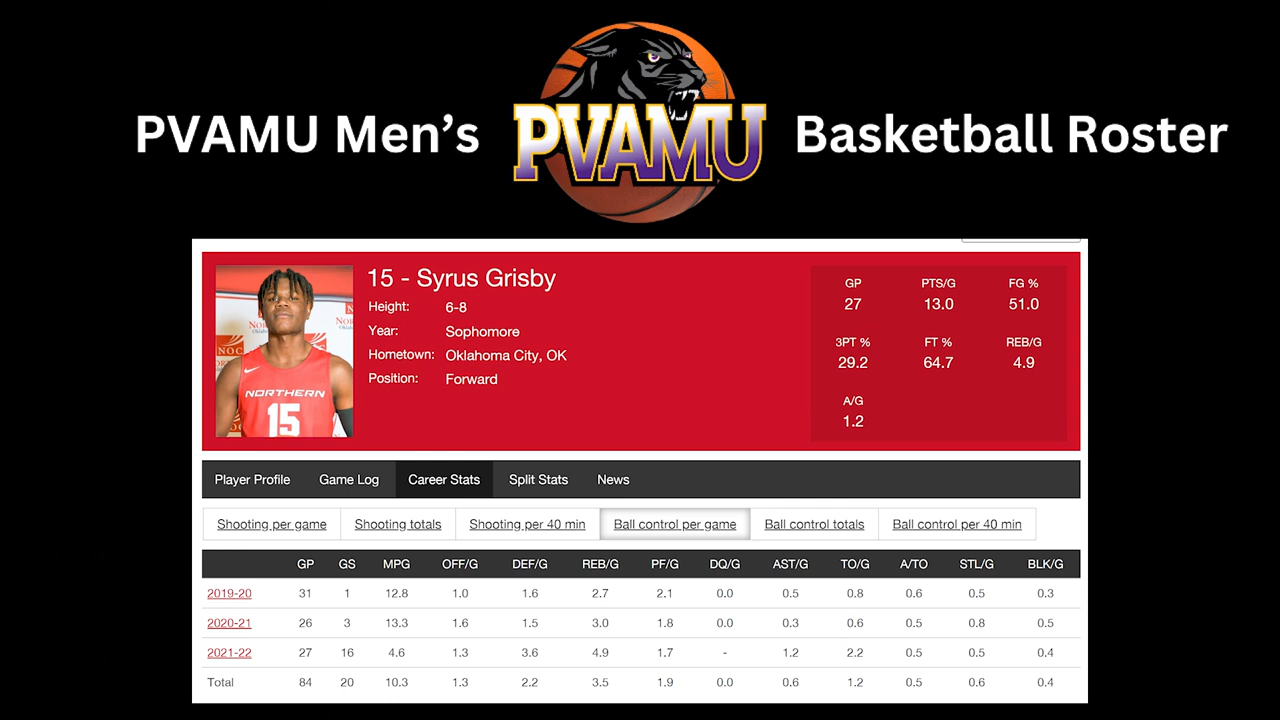 PVAMU Men’s PVAMU Basketball Roster
15 - Syrus Grisby
Height: 6-8
Year: Sophomore
Hometown: Oklahoma City, OK
Position: Forward
GP PTS/G FG %
27 13.0 51.0
3PT % FT % REB/G
29.2 64.7 4.9
A/G
1.2
NORTHERN
15
Player Profile Game Log Career Stats Split Stats News
Shooting per game Shooting totals Shooting per 40 min Ball control per game Ball control totals Ball control per 40 min
GP GS MPG OFF/G DEF/G REB/G PF/G DQ/G AST/G TO/G A/TO STL/G BLK/G
2019-20 31 1 12.8 1.0 1.6 2.7 2.1 0.0 0.5 0.8 0.6 0.5 0.3
2020-21 26 3 13.3 1.6 1.5 3.0 1.8 0.0 0.3 0.6 0.5 0.8 0.5
2021-22 27 16 4.6 1.3 3.6 4.9 1.7 - 1.2 2.2 0.5 0.5 0.4
Total 84 20 10.3 1.3 2.2 3.5 1.9 0.0 0.6 1.2 0.5 0.6 0.4